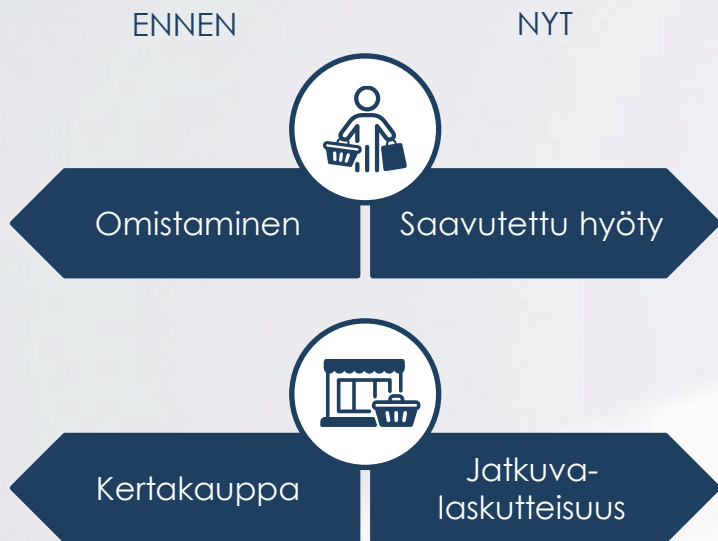 ENNEN
NYT
Omistaminen
Saavutettu hyöty
Kertakauppa
Jatkuva-
laskutteisuus